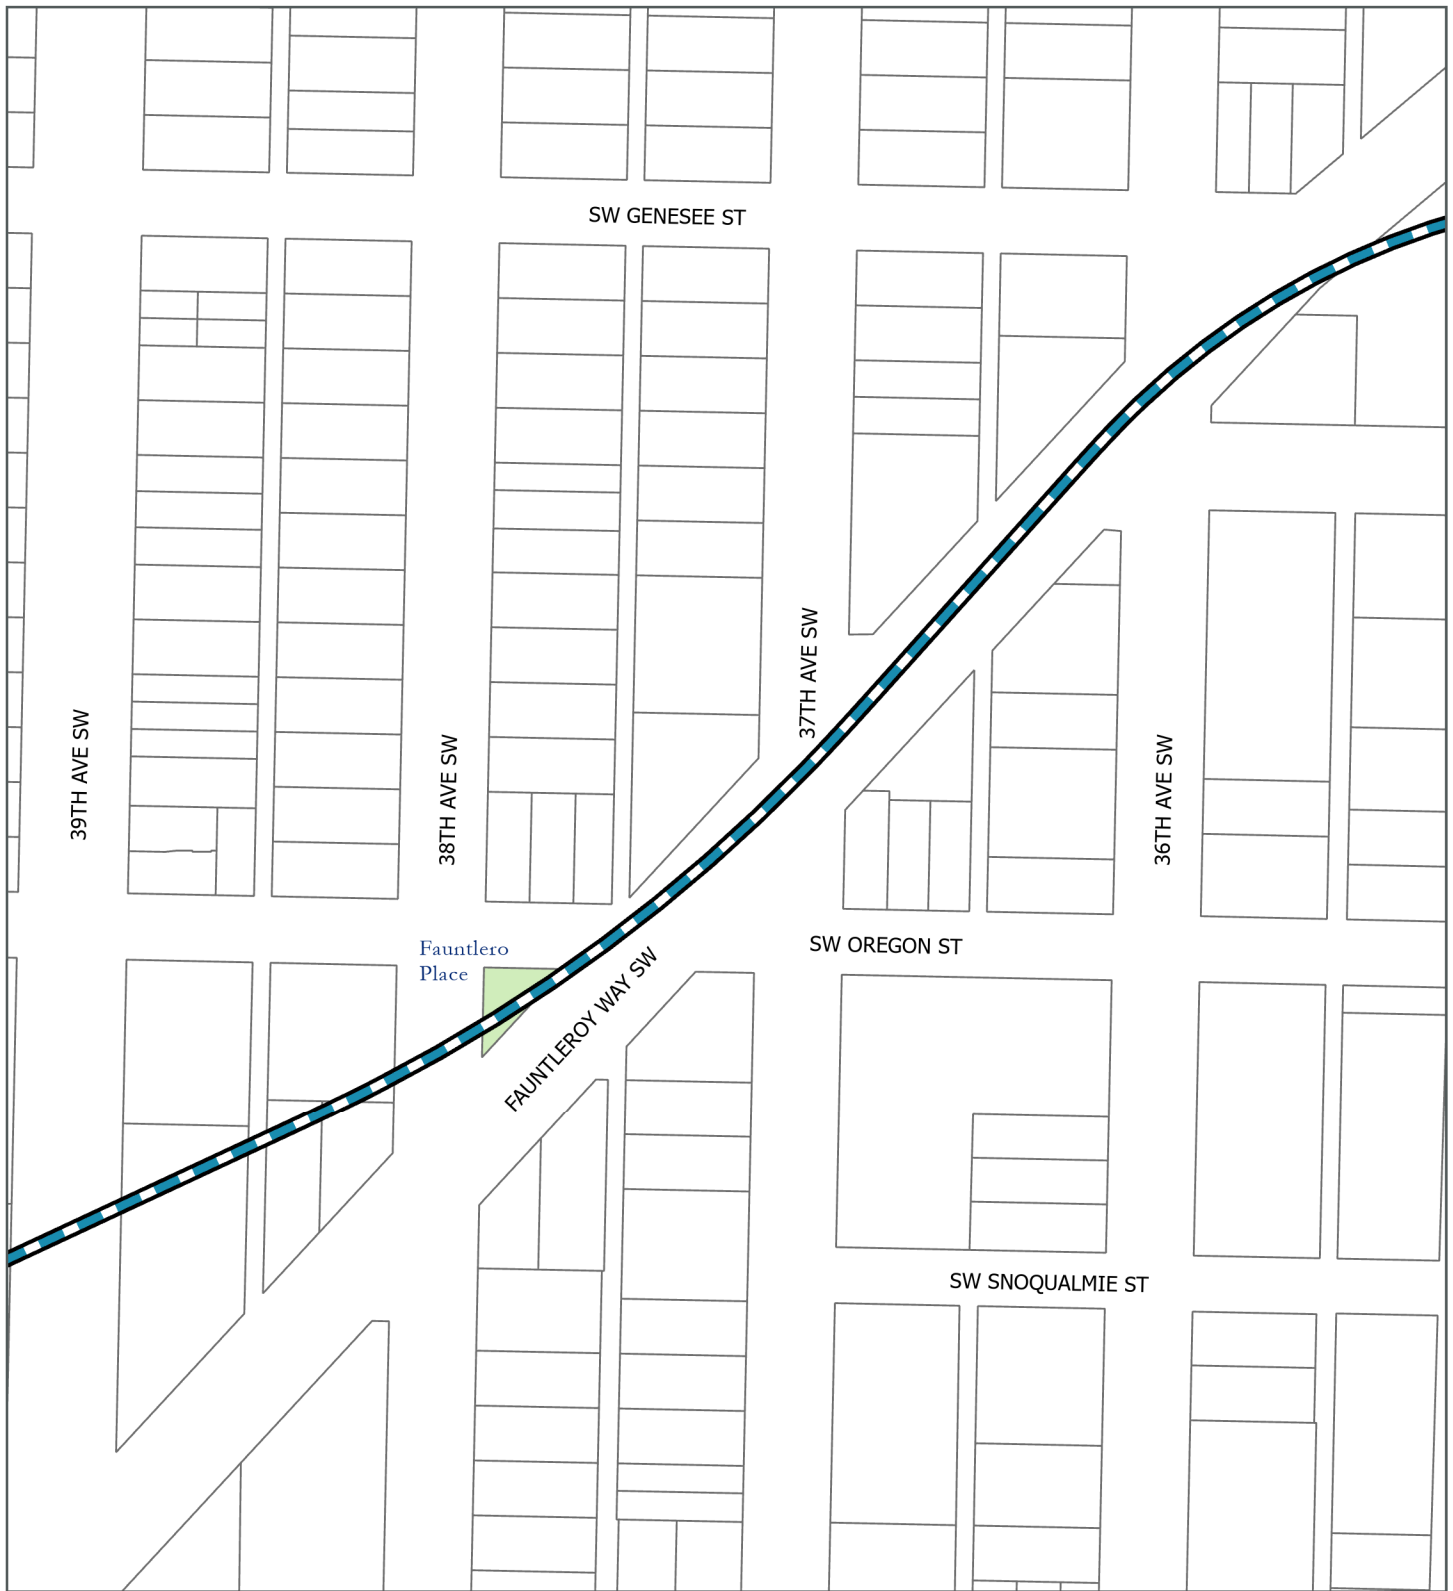 SW GENESEE ST
37TH AVE SW
39TH AVE SW
38TH AVE SW
36TH AVE SW
Fauntlero
Place
SW OREGON ST
FAUNTLEROY WAY SW
SW SNOQUALMIE ST